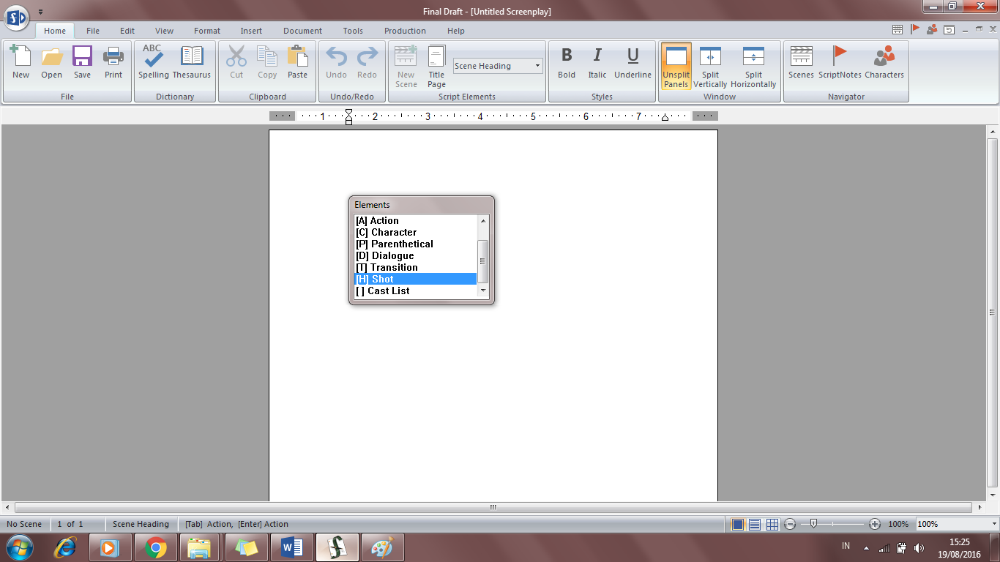 Final Draft - [Untitled Screenplay]
Home File Edit View Format Insert Document Tools Production Help
New Open Save Print
File
ABC
Spelling Thesaurus
Dictionary
Cut Copy Paste
Clipboard
Undo Redo
Undo/Redo
New Scene
Title Page
Scene Heading
Script Elements
B I U
Bold Italic Underline
Styles
Unsplit Panels
Split Vertically
Split Horizontally
Window
Scenes ScriptNotes Characters
Navigator
1 2 3 4 5 6 7
Elements
[A] Action
[C] Character
[P] Parenthetical
[D] Dialogue
[T] Transition
[H] Shot
[ ] Cast List
No Scene 1 of 1 Scene Heading [Tab] Action, [Enter] Action 100% 100%
IN 15:25
19/08/2016